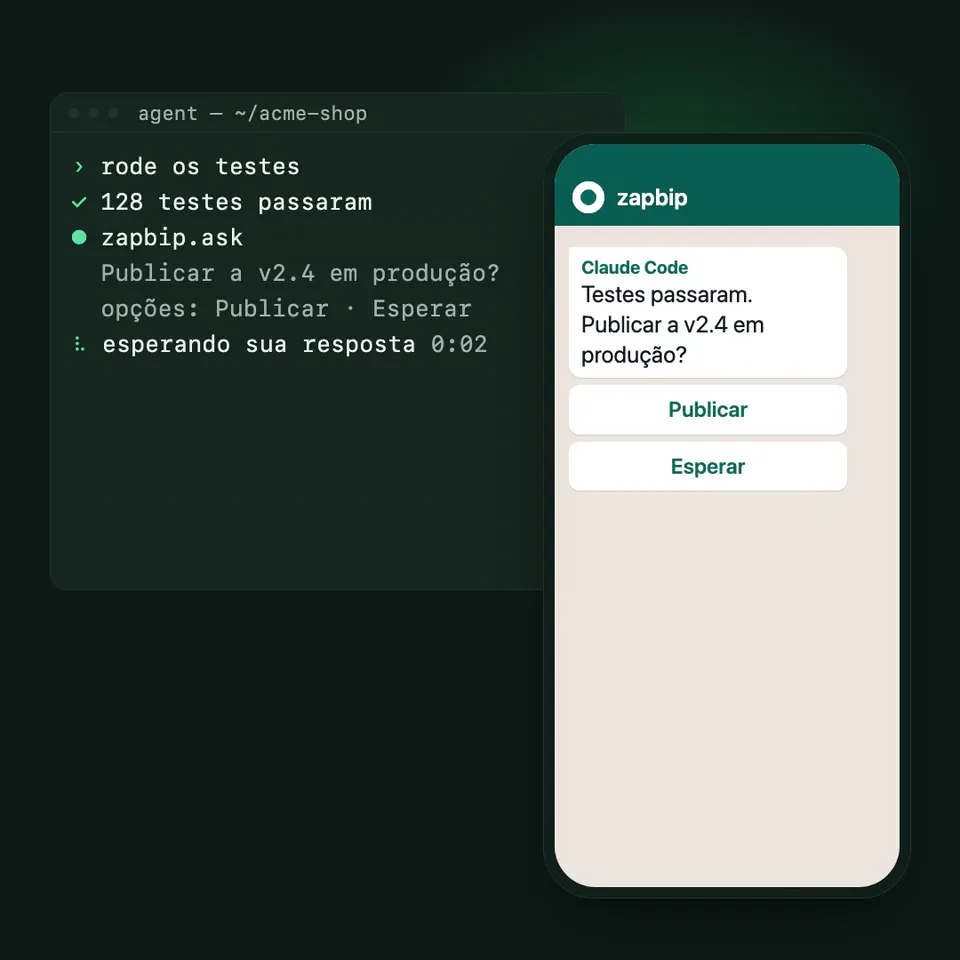 agent — ~/acme-shop
› rode os testes
✓ 128 testes passaram
● zapbip.ask
Publicar a v2.4 em produção?
opções: Publicar · Esperar
esperando sua resposta 0:02
zapbip
Claude Code
Testes passaram.
Publicar a v2.4 em
produção?
Publicar
Esperar